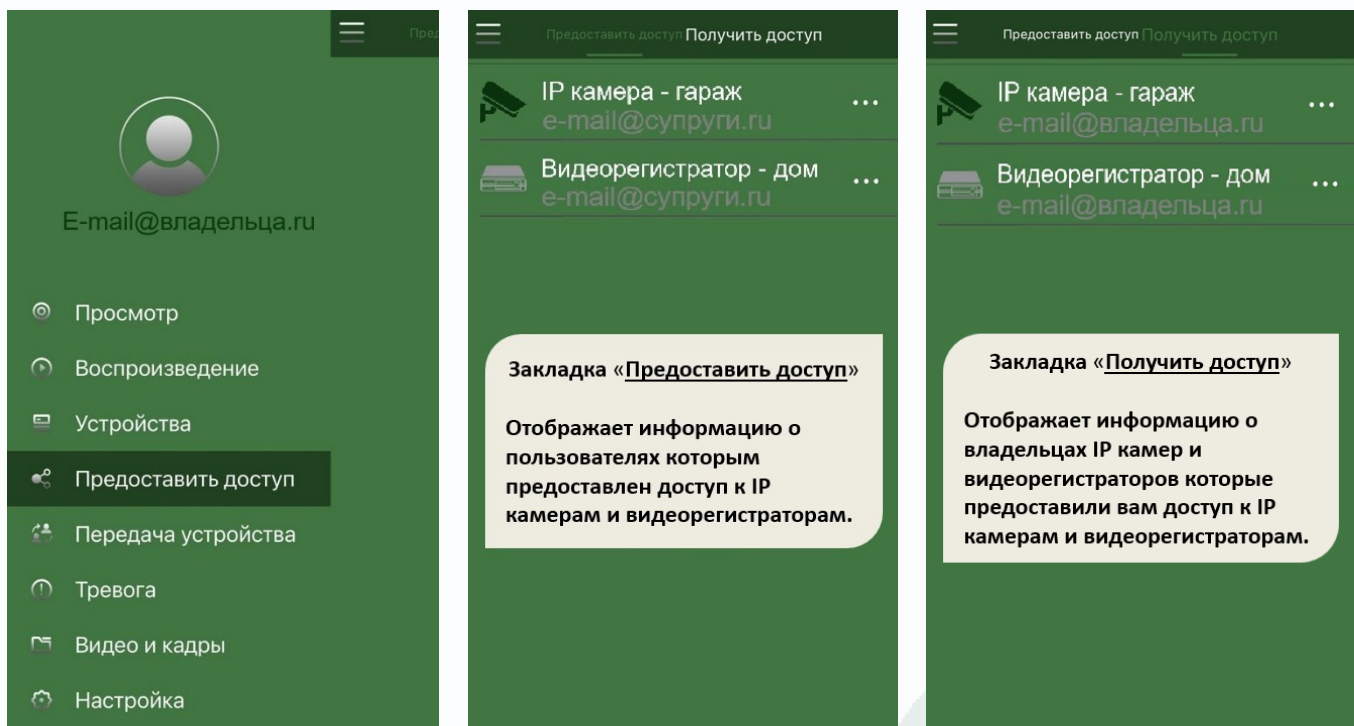 Пред
E-mail@владельца.ru
Просмотр
Воспроизведение
Устройства
Предоставить доступ
Передача устройства
Тревога
Видео и кадры
Настройка
Предоставить доступ Получить доступ
IP камера - гараж
e-mail@супруги.ru
Видеорегистратор - дом
e-mail@супруги.ru
Закладка «Предоставить доступ»
Отображает информацию о
пользователях которым
предоставлен доступ к IP
камерам и видеорегистраторам.
Предоставить доступ Получить доступ
IP камера - гараж
e-mail@владельца.ru
Видеорегистратор - дом
e-mail@владельца.ru
Закладка «Получить доступ»
Отображает информацию о
владельцах IP камер и
видеорегистраторов которые
предоставили вам доступ к IP
камерам и видеорегистраторам.